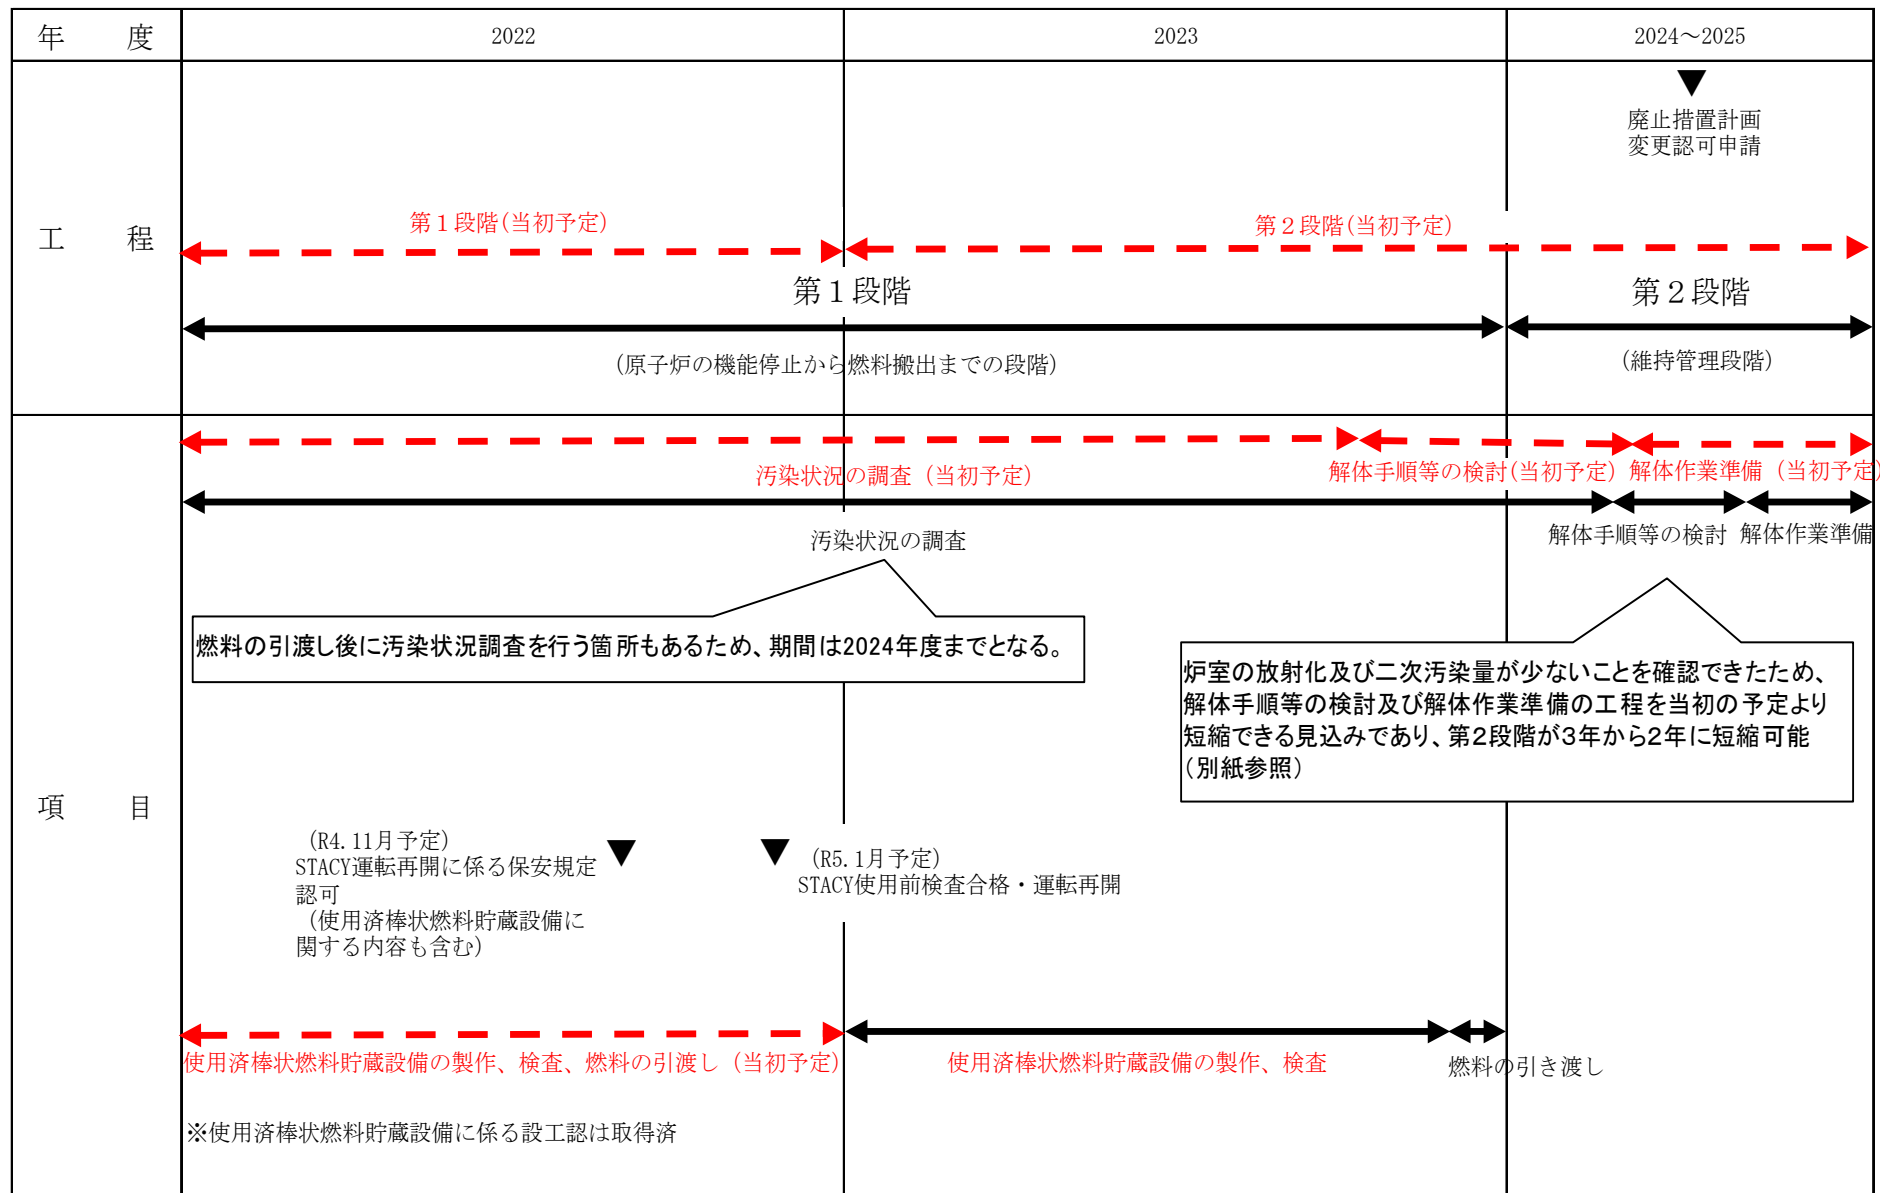 年　度
2022
2023
2024～2025
廃止措置計画
変更認可申請
工　程
第１段階(当初予定)
第２段階(当初予定)
第１段階
第２段階
(原子炉の機能停止から燃料搬出までの段階)
(維持管理段階)
汚染状況の調査（当初予定）
解体手順等の検討(当初予定)
解体作業準備（当初予定）
汚染状況の調査
解体手順等の検討
解体作業準備
燃料の引渡し後に汚染状況調査を行う箇所もあるため、期間は2024年度までとなる。
炉室の放射化及び二次汚染量が少ないことを確認できたため、
解体手順等の検討及び解体作業準備の工程を当初の予定より
短縮できる見込みであり、第2段階が3年から2年に短縮可能
（別紙参照）
項　目
（R4.11月予定）
STACY運転再開に係る保安規定
認可
（使用済棒状燃料貯蔵設備に
関する内容も含む）
（R5.1月予定）
STACY使用前検査合格・運転再開
使用済棒状燃料貯蔵設備の製作、検査、燃料の引渡し（当初予定）
使用済棒状燃料貯蔵設備の製作、検査
燃料の引き渡し
※使用済棒状燃料貯蔵設備に係る設工認は取得済